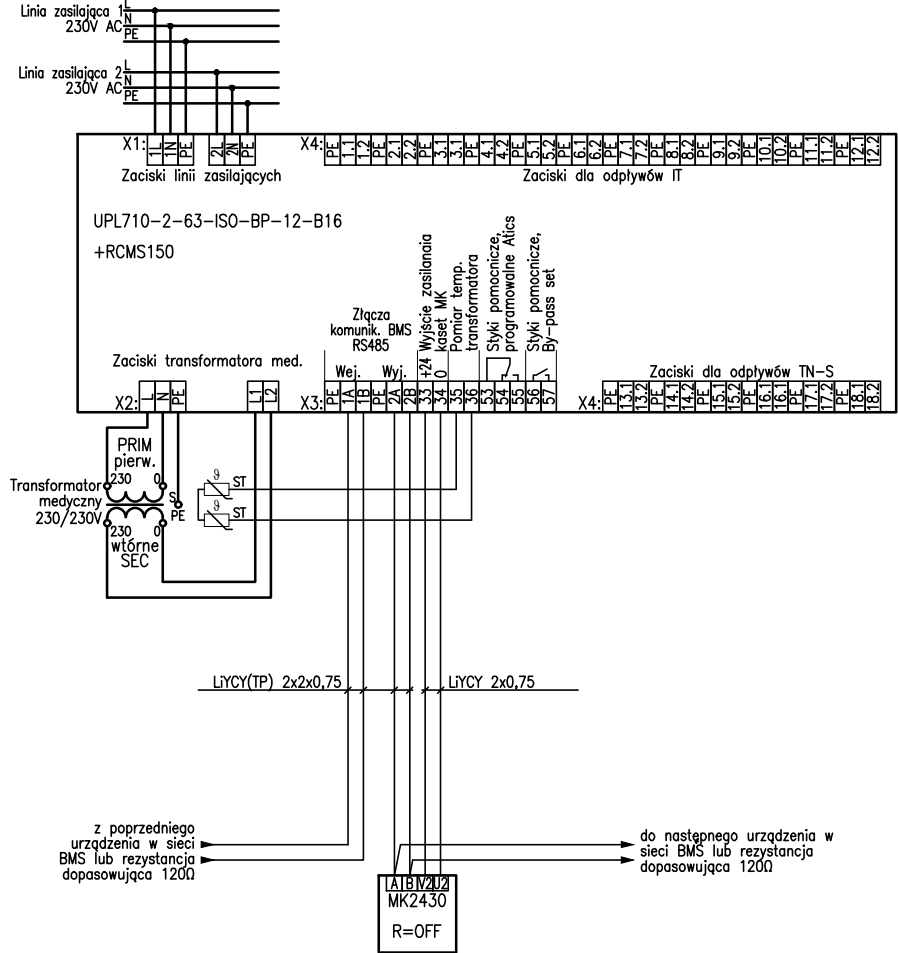 Linia zasilająca 1
230V AC
L
N
PE
Linia zasilająca 2
230V AC
L
N
PE
X1:
1L
1N
PE
2L
2N
PE
Zaciski linii zasilających
X4:
PE
1.1
1.2
PE
2.1
2.2
PE
3.1
3.1
PE
4.1
4.2
PE
5.1
5.2
PE
6.1
6.2
PE
7.1
7.2
PE
8.1
8.2
PE
9.1
9.2
PE
10.1
10.2
PE
11.1
11.2
PE
12.1
12.2
Zaciski dla odpływów IT
UPL710-2-63-ISO-BP-12-B16
+RCMS150
Złącza
komunik. BMS
RS485
Wej.
Wyj.
+24 Wyjście zasilanaia
0 kaset MK
Pomiar temp.
transformatora
Styki pomocnicze,
programowalne Atics
Styki pomocnicze,
By-pass set
Zaciski transformatora med.
X2:
L
N
PE
L1
L2
X3:
PE
1A
1B
PE
2A
2B
33
34
35
36
53
54
55
56
57
Zaciski dla odpływów TN-S
X4:
PE
13.1
13.2
PE
14.1
14.2
PE
15.1
15.2
PE
16.1
16.1
PE
17.1
17.2
PE
18.1
18.2
PRIM
pierw.
230
0
Transformator
medyczny
230/230V
S
PE
230
0
wtórne
SEC
ϑ
ST
ϑ
ST
LiYCY(TP) 2x2x0,75
LiYCY 2x0,75
z poprzedniego
urządzenia w sieci
BMS lub rezystancja
dopasowująca 120Ω
do następnego urządzenia w
sieci BMS lub rezystancja
dopasowująca 120Ω
A
B
V2
U2
MK2430
R=OFF